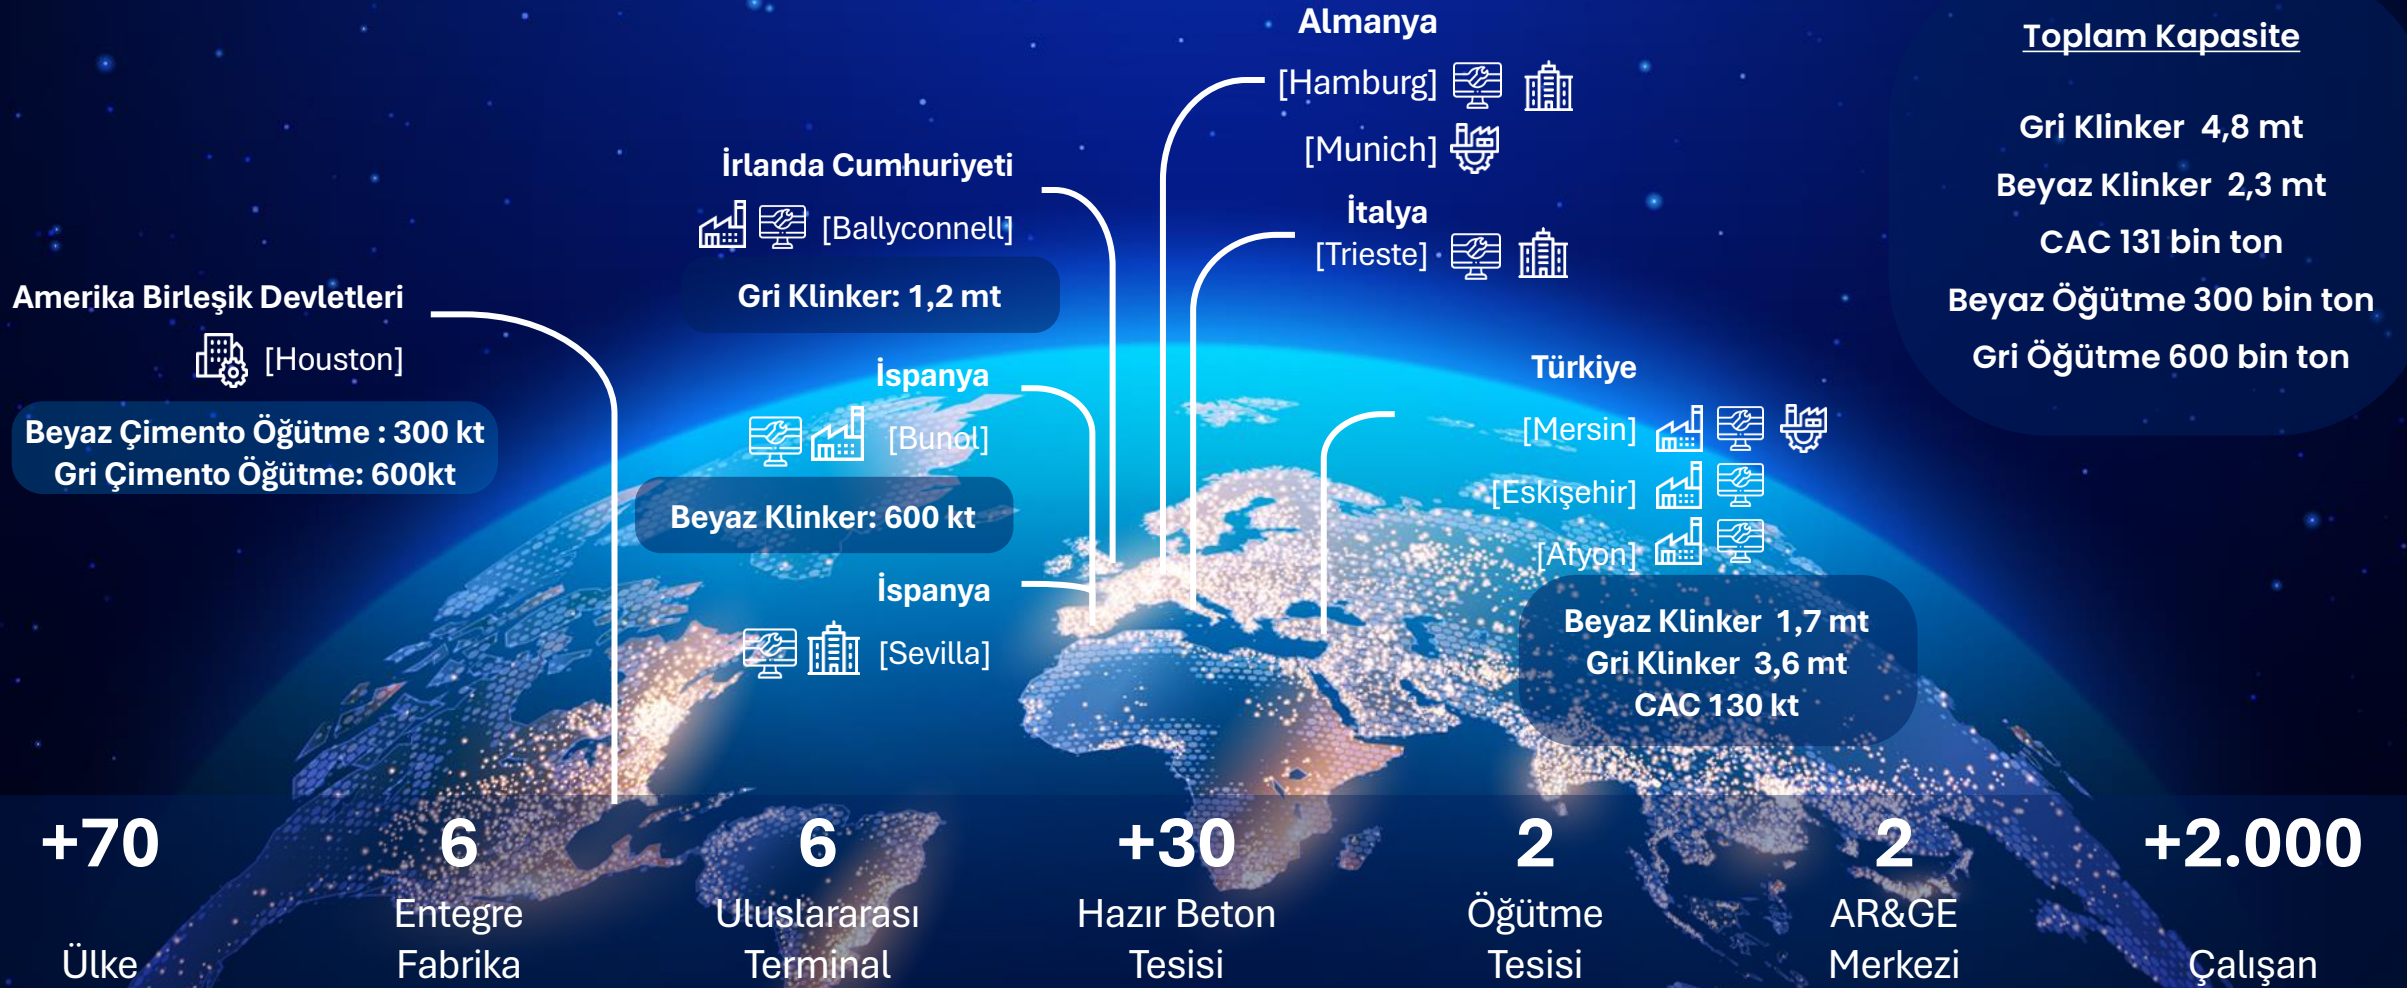 Almanya
[Hamburg]
[Munich]
İtalya
[Trieste]
İrlanda Cumhuriyeti
[Ballyconnell]
Gri Klinker: 1,2 mt
Amerika Birleşik Devletleri
[Houston]
Beyaz Çimento Öğütme : 300 kt
Gri Çimento Öğütme: 600kt
İspanya
[Bunol]
Beyaz Klinker: 600 kt
İspanya
[Sevilla]
Türkiye
[Mersin]
[Eskişehir]
[Afyon]
Beyaz Klinker 1,7 mt
Gri Klinker 3,6 mt
CAC 130 kt
Toplam Kapasite
Gri Klinker 4,8 mt
Beyaz Klinker 2,3 mt
CAC 131 bin ton
Beyaz Öğütme 300 bin ton
Gri Öğütme 600 bin ton
+70
Ülke
6
Entegre
Fabrika
6
Uluslararası
Terminal
+30
Hazır Beton
Tesisi
2
Öğütme
Tesisi
2
AR&GE
Merkezi
+2.000
Çalışan